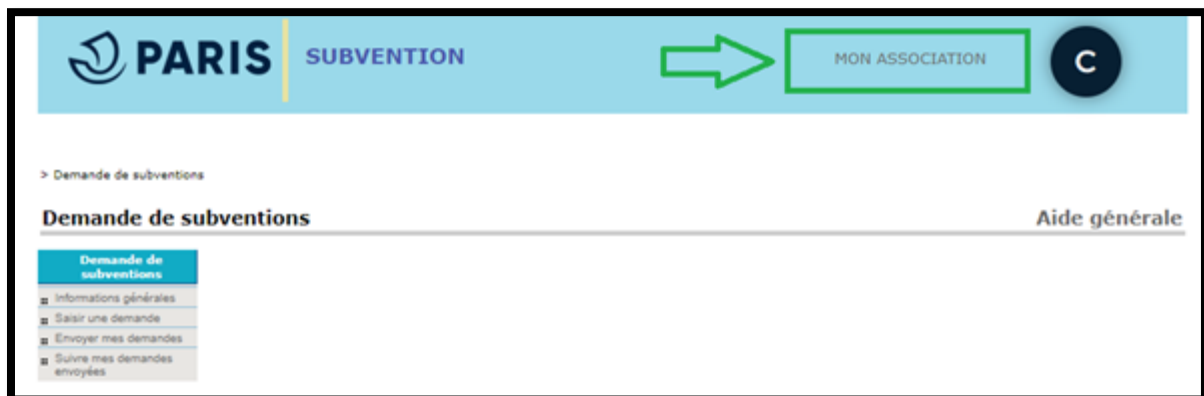 PARIS SUBVENTION MON ASSOCIATION C
> Demande de subventions
Demande de subventions Aide générale
Demande de
subventions
Informations générales
Saisir une demande
Envoyer mes demandes
Suivre mes demandes
envoyées